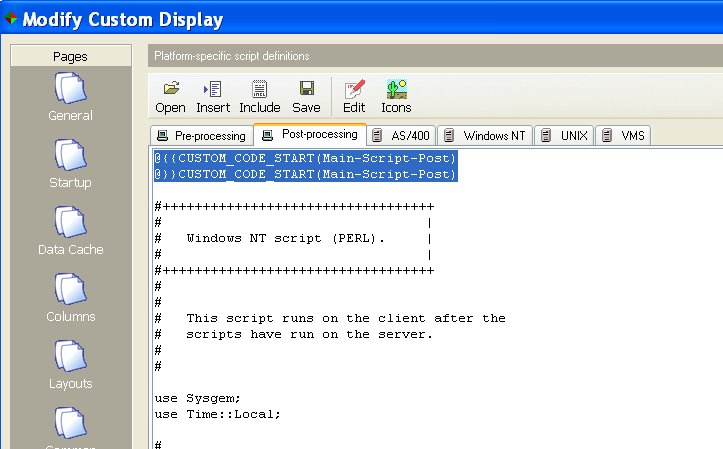 Modify Custom Display
Pages
Platform-specific script definitions
General
Startup
Data Cache
Columns
Layouts
Open Insert Include Save Edit Icons
Pre-processing Post-processing AS/400 Windows NT UNIX VMS
@{{CUSTOM_CODE_START(Main-Script-Post)
@}}CUSTOM_CODE_START(Main-Script-Post)
#++++++++++++++++++++++++++++++++++
# |
# Windows NT script (PERL). |
# |
#++++++++++++++++++++++++++++++++++
#
#
# This script runs on the client after the
# scripts have run on the server.
#
#
use Sysgem;
use Time::Local;
#